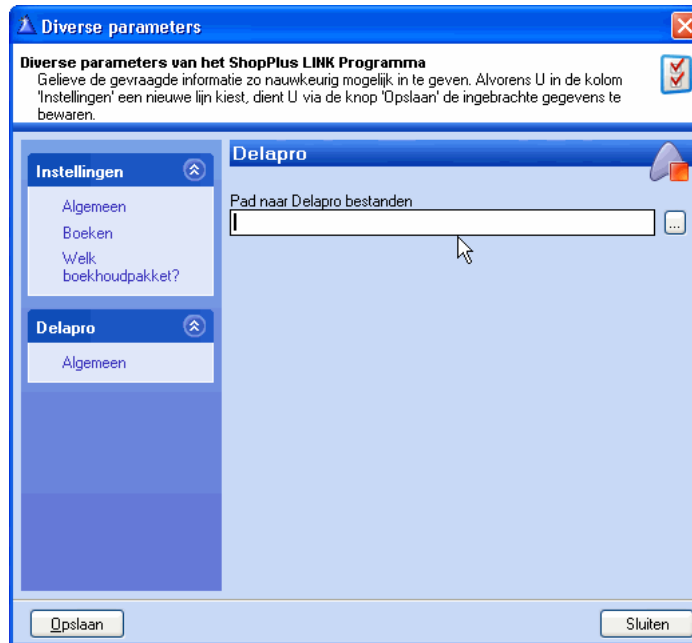 Diverse parameters
Diverse parameters van het ShopPlus LINK Programma
Gelieve de gevraagde informatie zo nauwkeurig mogelijk in te geven. Alvorens U in de kolom
'Instellingen' een nieuwe lijn kiest, dient U via de knop 'Opslaan' de ingebrachte gegevens te
bewaren.
Instellingen
Algemeen
Boeken
Welk
boekhoudpakket?
Delapro
Algemeen
Delapro
Pad naar Delapro bestanden
...
Opslaan
Sluiten